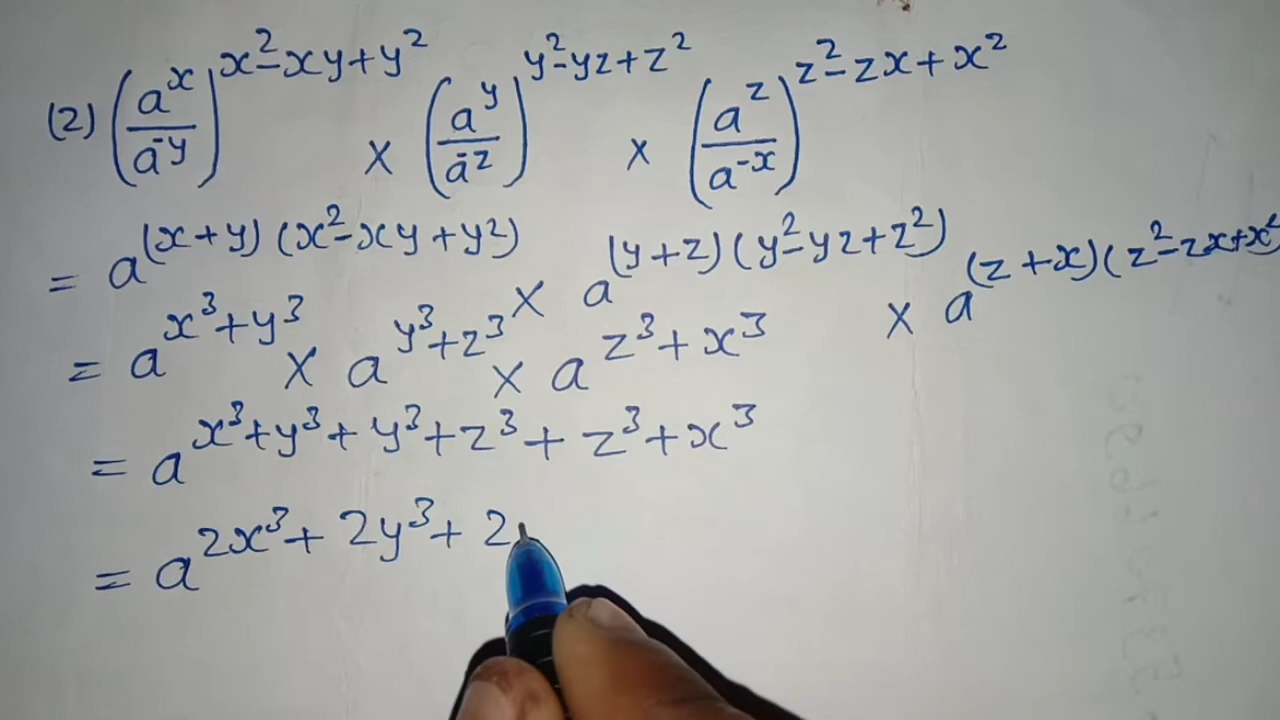 (2) (a^x/a^-y)^x²-xy+y² × (a^y/a^-z)^y²-yz+z² × (a^z/a^-x)^z²-zx+x²
= a^(x+y)(x²-xy+y²) × a^(y+z)(y²-yz+z²) × a^(z+x)(z²-zx+x²
= a^x³+y³ × a^y³+z³ × a^z³+x³
= a^x³+y³+y³+z³+z³+x³
= a^2x³+2y³+2